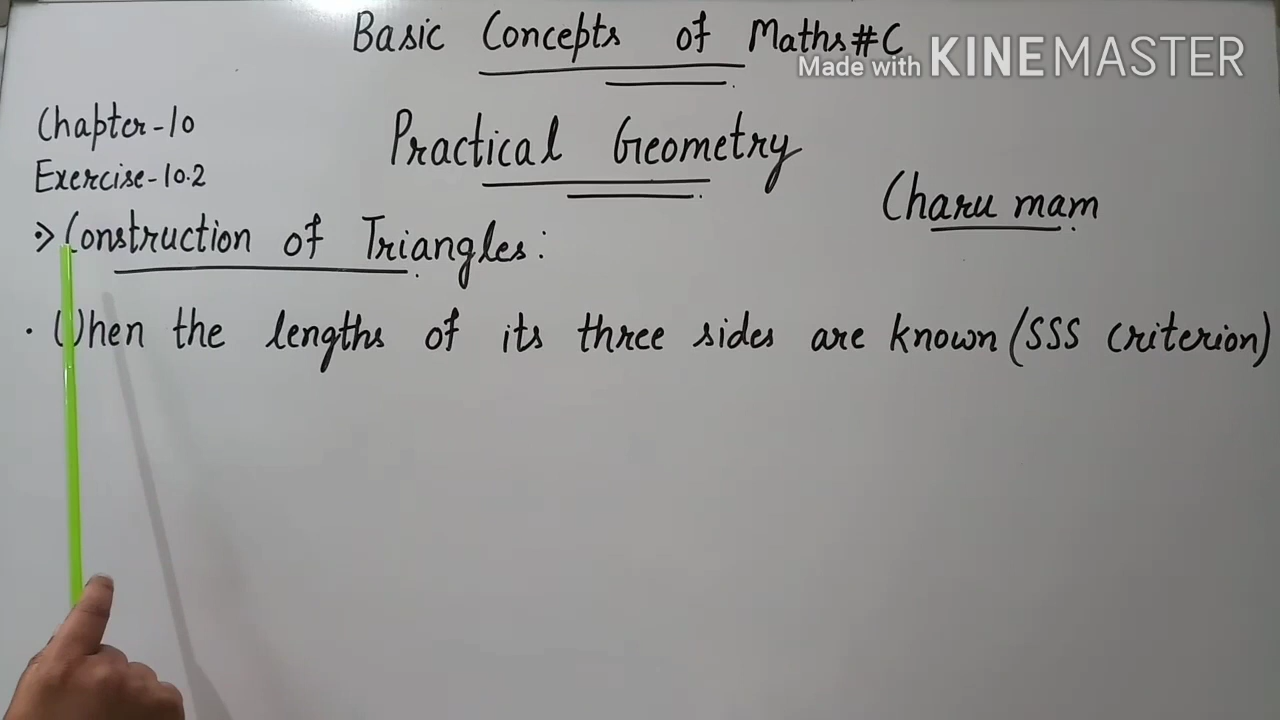 Basic Concepts of Maths#C
Made with KINEMASTER
Chapter-10
Practical Geometry
Exercise-10.2
Charu mam
Construction of Triangles:
· When the lengths of its three sides are known (SSS criterion)